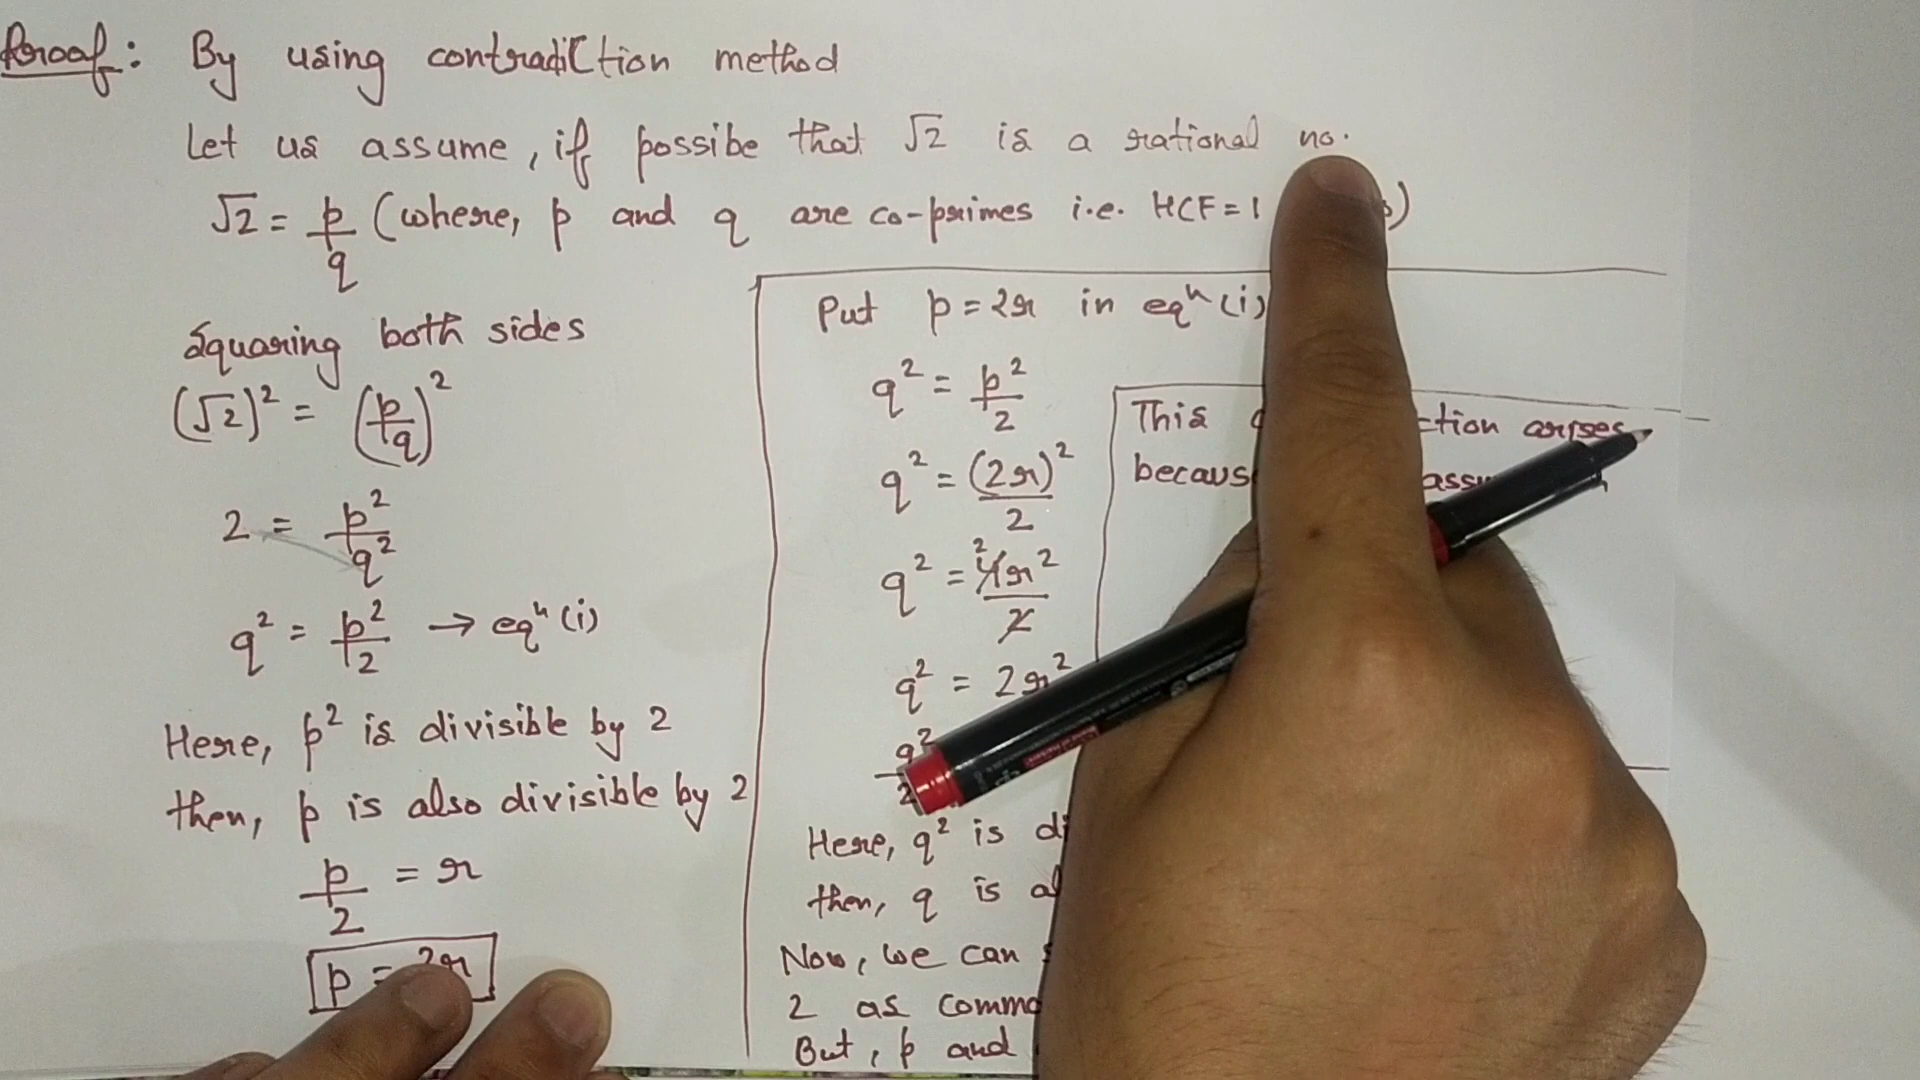 Proof: By using contradiction method
Let us assume, if possibe that √2 is a rational no.
√2 = p/q (where, p and q are co-primes i.e. HCF = 1 )
Squaring both sides
(√2)² = (p/q)²
2 = p²/q²
q² = p²/2 → eqⁿ (i)
Here, p² is divisible by 2
then, p is also divisible by 2
p/2 = r
p = 2r
Put p = 2r in eqⁿ (i)
q² = p²/2
q² = (2r)²/2
q² = 4r²/2
2
q² = 2r²
q²/2
Here, q² is
then, q is
Now, we can
2 as
But, p and
This arises